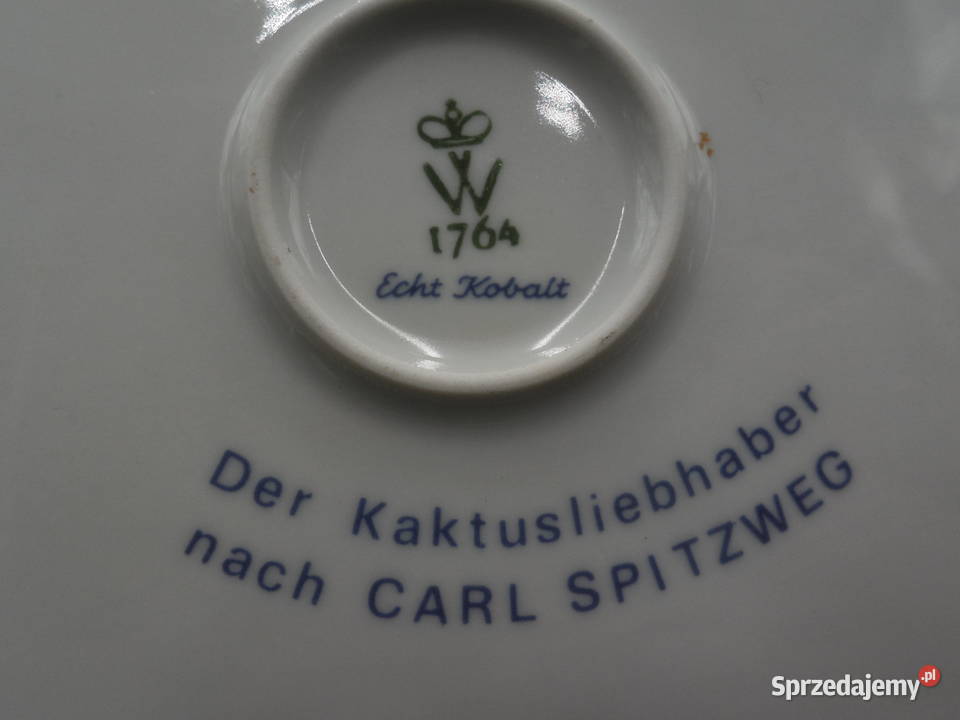 W
1764
Echt Kobalt
Der Kaktusliebhaber
nach CARL SPITZWEG
Sprzedajemy.pl